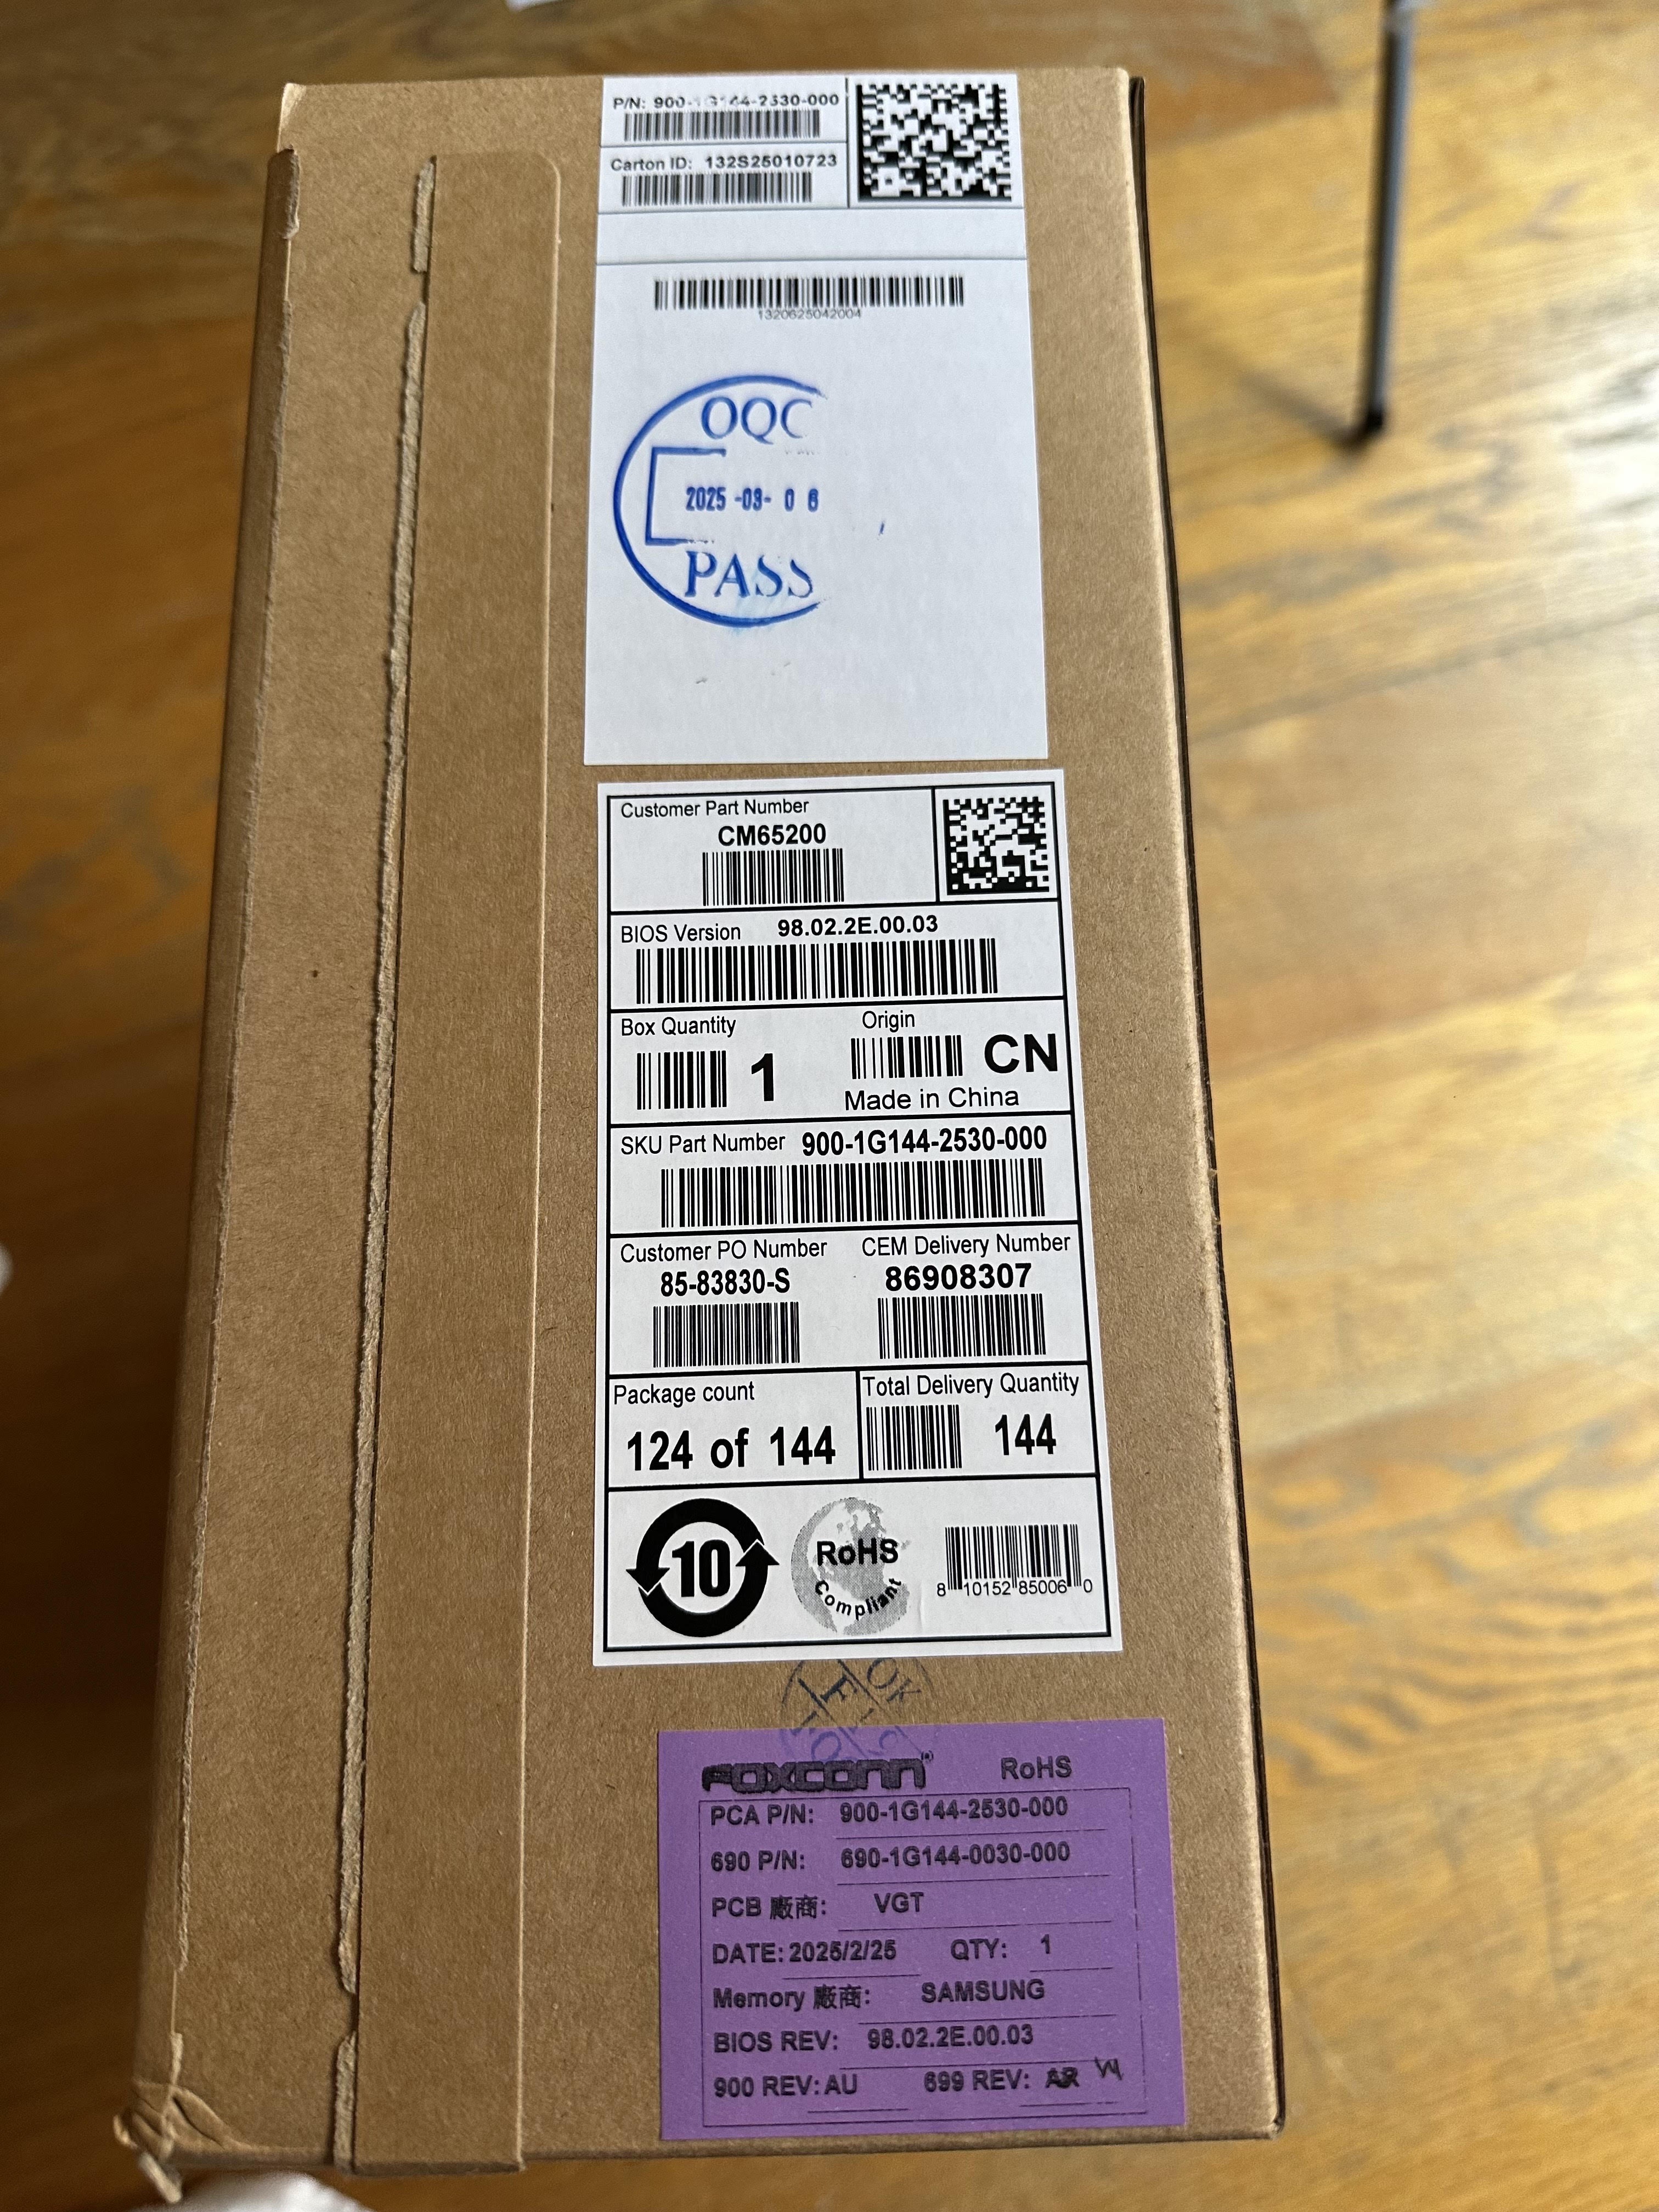 P/N: 900-1G144-2530-000
Carton ID: 132S25010723
1320625042004
OQC
2025-03-06
PASS
Customer Part Number
CM65200
BIOS Version 98.02.2E.00.03
Box Quantity
1
Origin
CN
Made in China
SKU Part Number 900-1G144-2530-000
Customer PO Number
85-83830-S
CEM Delivery Number
86908307
Package count
124 of 144
Total Delivery Quantity
144
10
RoHS
Compliant
8 10152 85006 0
OK
FOXCONN® RoHS
PCA P/N: 900-1G144-2530-000
690 P/N: 690-1G144-0030-000
PCB 廠商: VGT
DATE: 2025/2/25 QTY: 1
Memory 廠商: SAMSUNG
BIOS REV: 98.02.2E.00.03
900 REV: AU 699 REV: